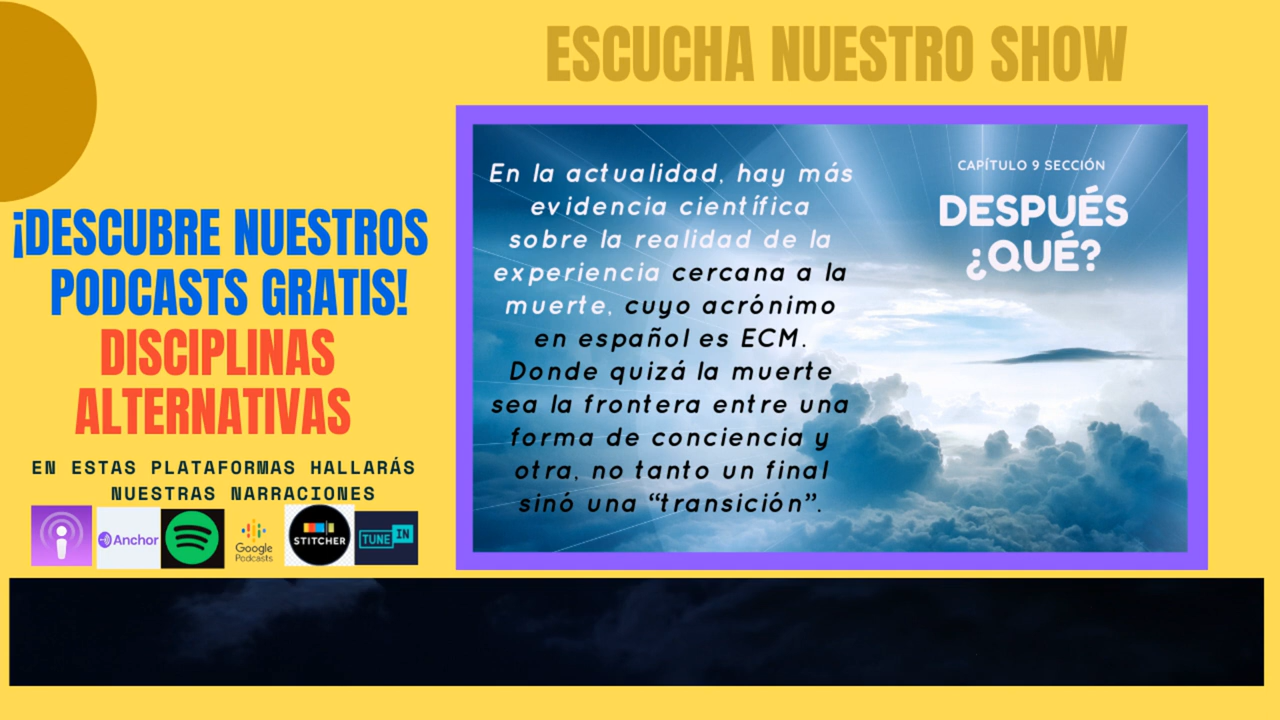 ESCUCHA NUESTRO SHOW
¡DESCUBRE NUESTROS
PODCASTS GRATIS!
DISCIPLINAS
ALTERNATIVAS
EN ESTAS PLATAFORMAS HALLARÁS
NUESTRAS NARRACIONES
Anchor
Google
Podcasts
STITCHER
TUNE IN
En la actualidad, hay más
evidencia científica
sobre la realidad de la
experiencia cercana a la
muerte, cuyo acrónimo
en español es ECM.
Donde quizá la muerte
sea la frontera entre una
forma de conciencia y
otra, no tanto un final
sinó una “transición”.
CAPÍTULO 9 SECCIÓN
DESPUÉS
¿QUÉ?